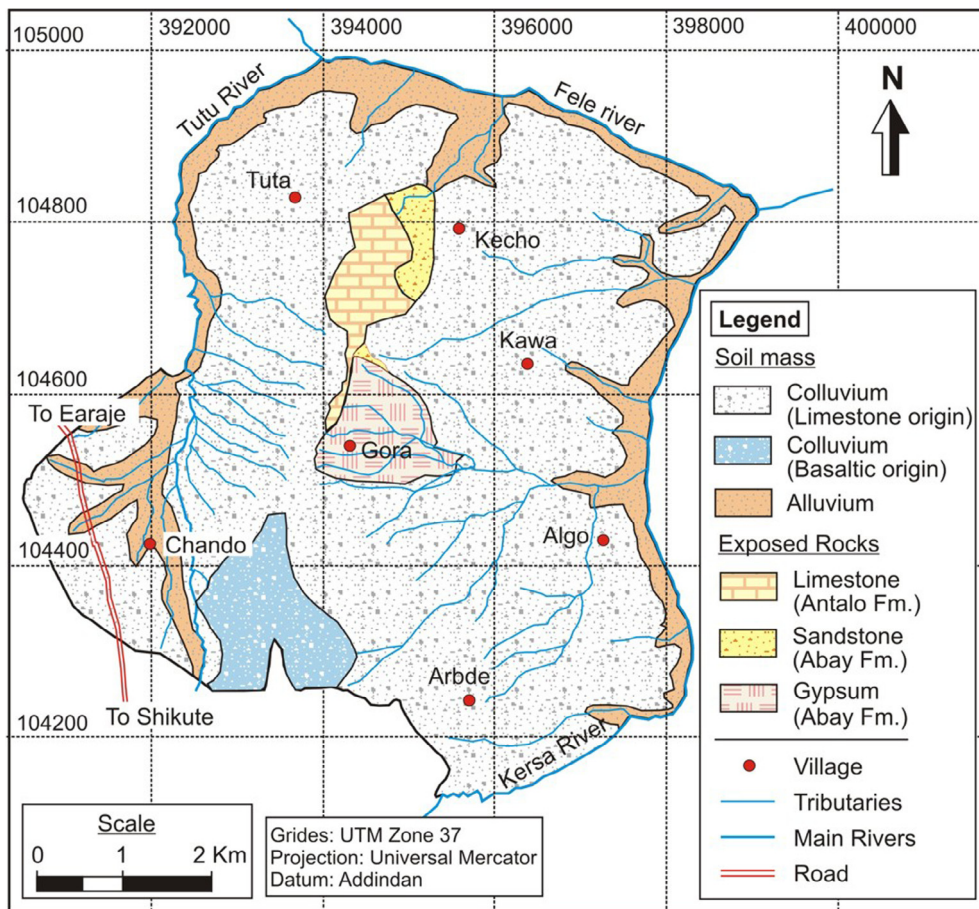 392000
394000
396000
398000
400000
105000
Tutu River
Fele river
N
Tuta
104800
Kecho
Legend
Soil mass
Kawa
Colluvium
(Limestone origin)
104600
To Earaje
Colluvium
(Basaltic origin)
Gora
Alluvium
Chando
Algo
104400
Exposed Rocks
Limestone
(Antalo Fm.)
Sandstone
(Abay Fm.)
Arbde
Gypsum
(Abay Fm.)
To Shikute
104200
Kersa River
Village
Tributaries
Main Rivers
Road
Scale
0 1 2 Km
Grides: UTM Zone 37
Projection: Universal Mercator
Datum: Addindan